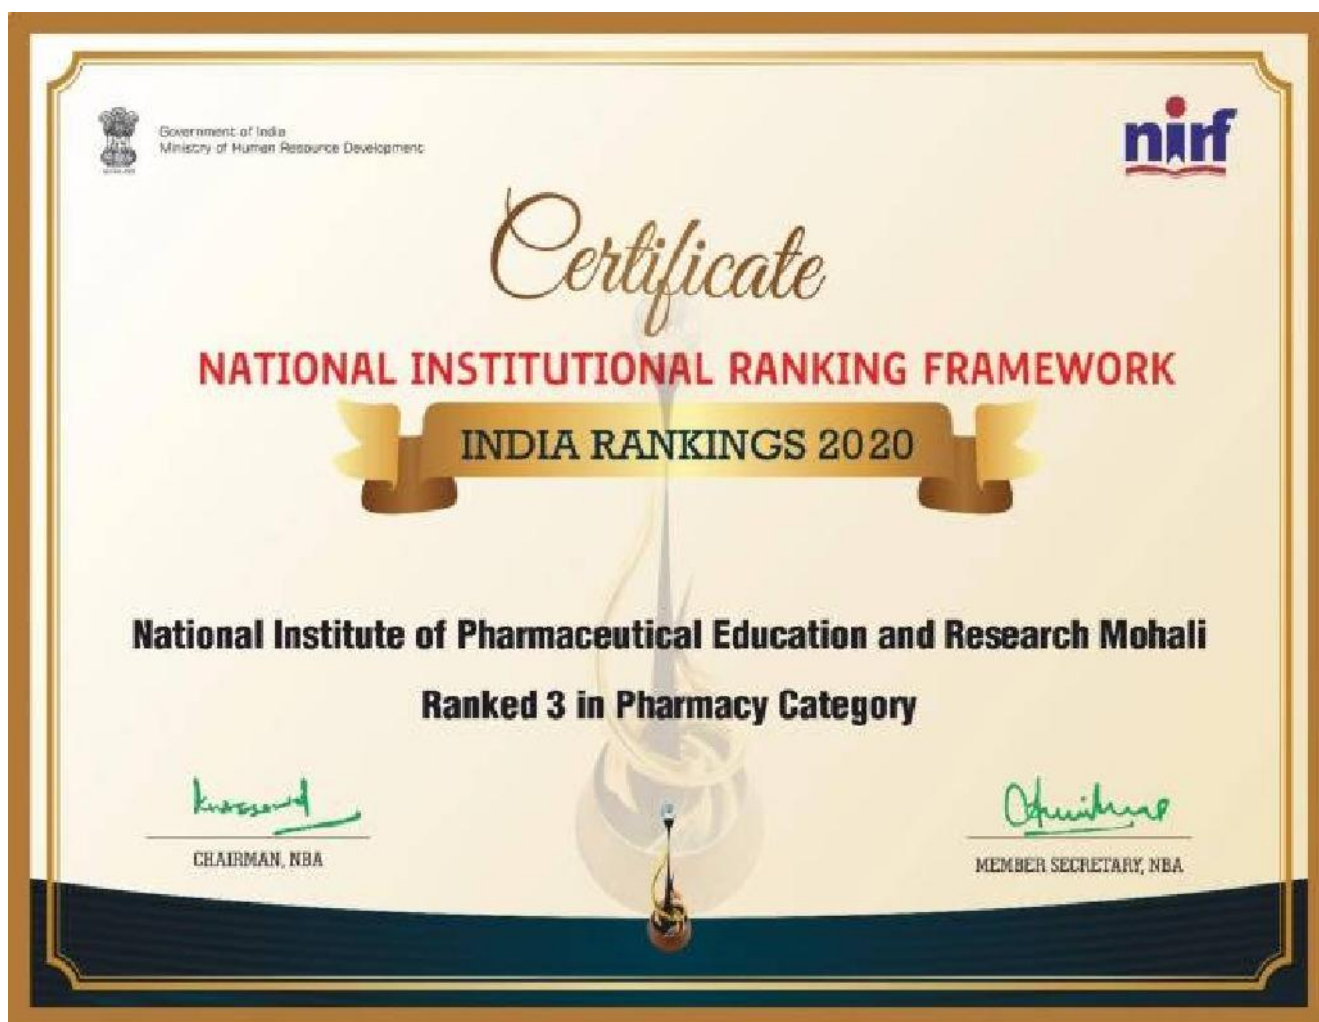 Government of India
Ministry of Human Resource Development
nirf
Certificate
NATIONAL INSTITUTIONAL RANKING FRAMEWORK
INDIA RANKINGS 2020
National Institute of Pharmaceutical Education and Research Mohali
Ranked 3 in Pharmacy Category
CHAIRMAN, NBA
MEMBER SECRETARY, NBA